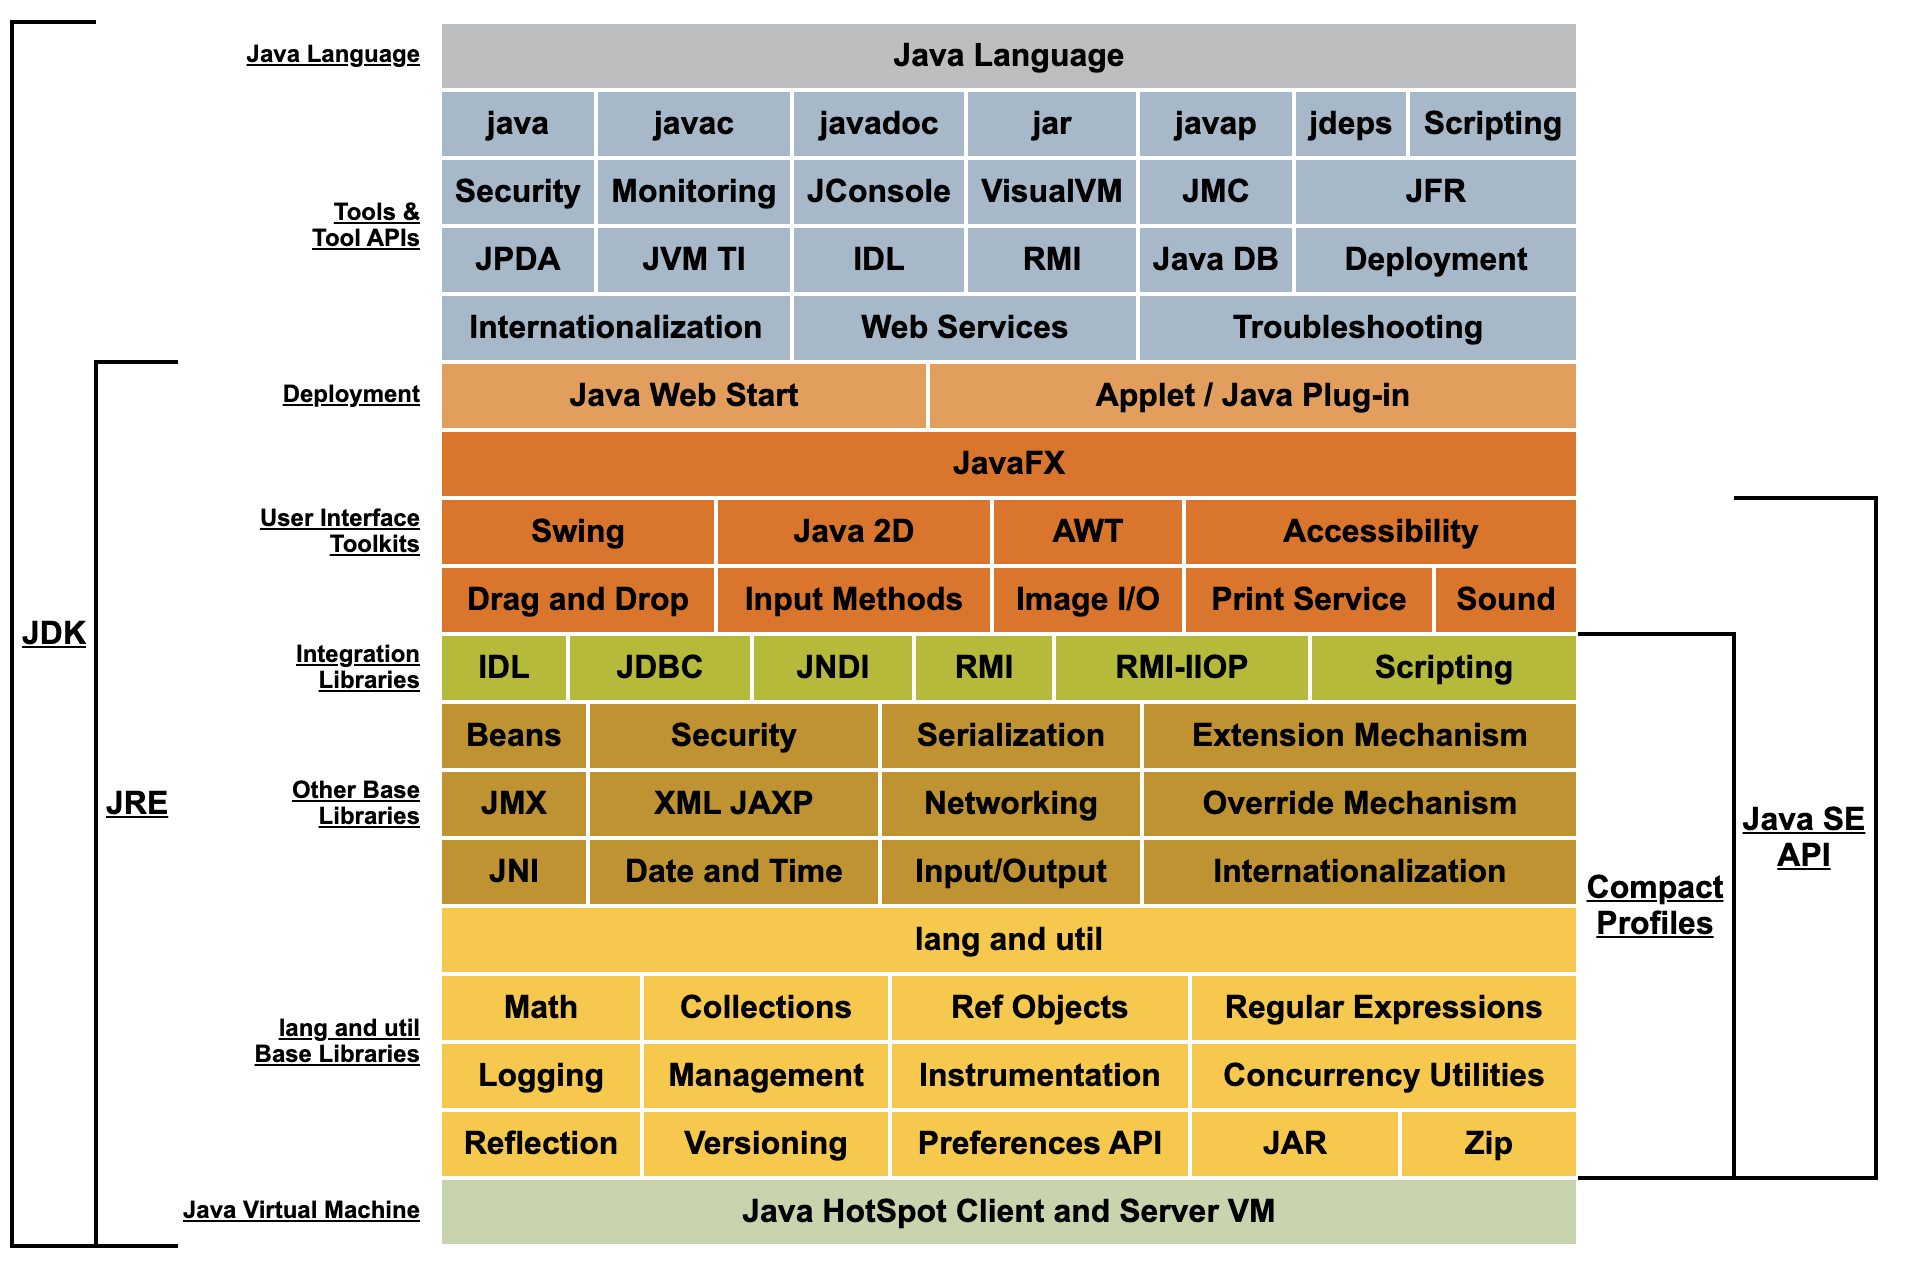 Java Language
Java Language
java javac javadoc jar javap jdeps Scripting
Security Monitoring JConsole VisualVM JMC JFR
Tools &
Tool APIs
JPDA JVM TI IDL RMI Java DB Deployment
Internationalization Web Services Troubleshooting
Deployment
Java Web Start Applet / Java Plug-in
JavaFX
User Interface
Toolkits
Swing Java 2D AWT Accessibility
Drag and Drop Input Methods Image I/O Print Service Sound
JDK
Integration
Libraries
IDL JDBC JNDI RMI RMI-IIOP Scripting
Beans Security Serialization Extension Mechanism
JRE
Other Base
Libraries
JMX XML JAXP Networking Override Mechanism
Java SE
API
JNI Date and Time Input/Output Internationalization
Compact
Profiles
lang and util
Math Collections Ref Objects Regular Expressions
lang and util
Base Libraries
Logging Management Instrumentation Concurrency Utilities
Reflection Versioning Preferences API JAR Zip
Java Virtual Machine
Java HotSpot Client and Server VM